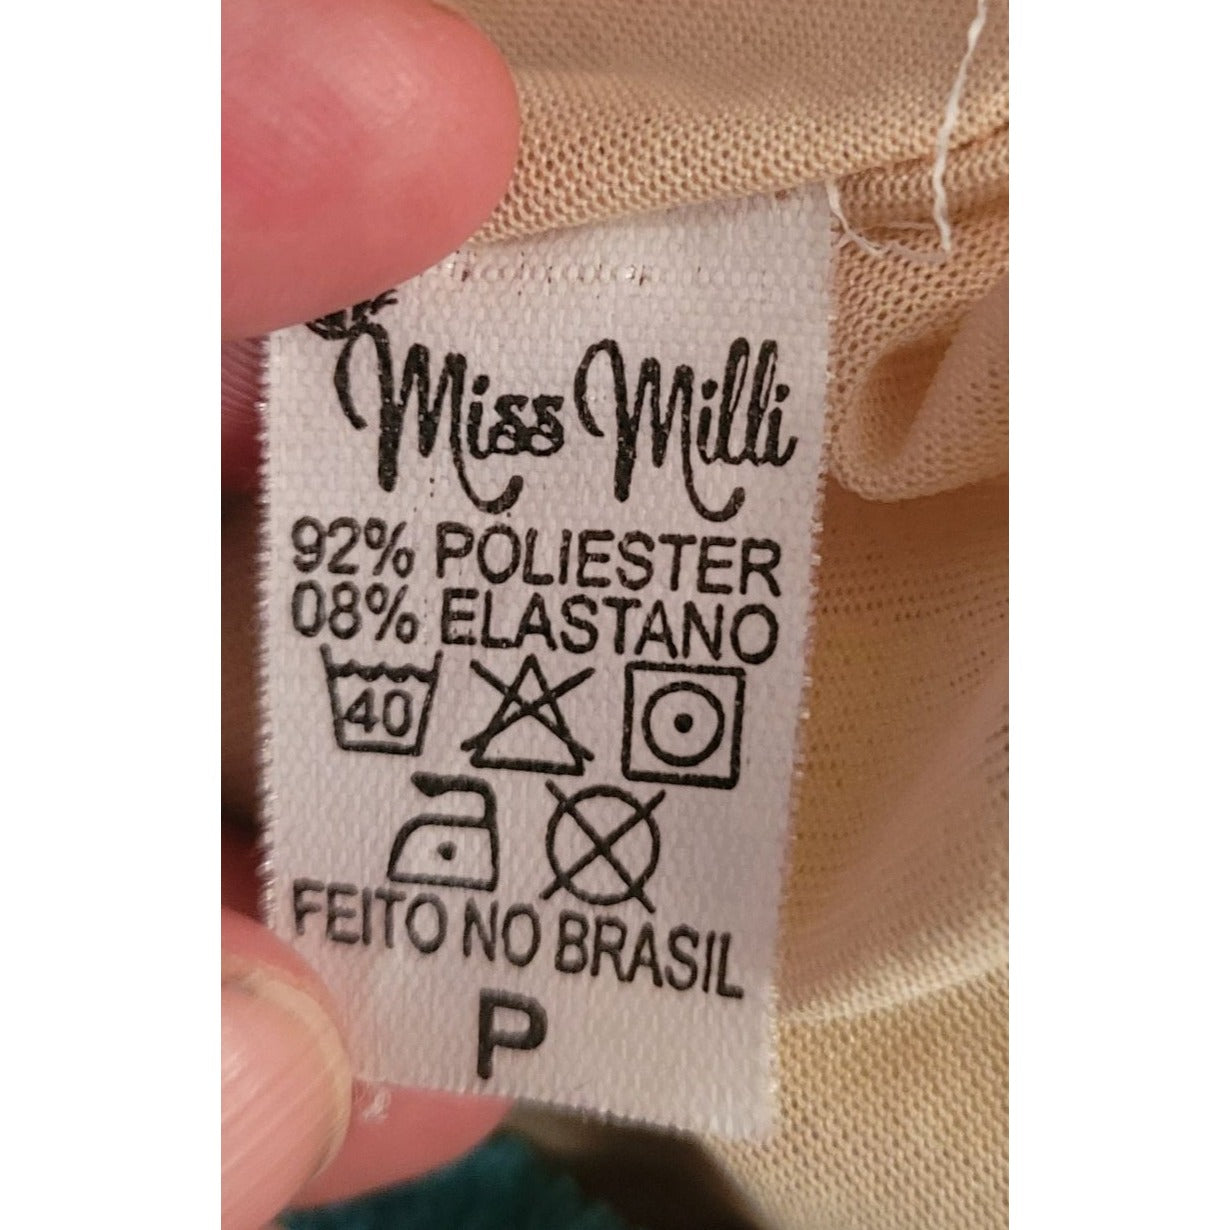 Miss Milli
92% POLIESTER
08% ELASTANO
40
FEITO NO BRASIL
P